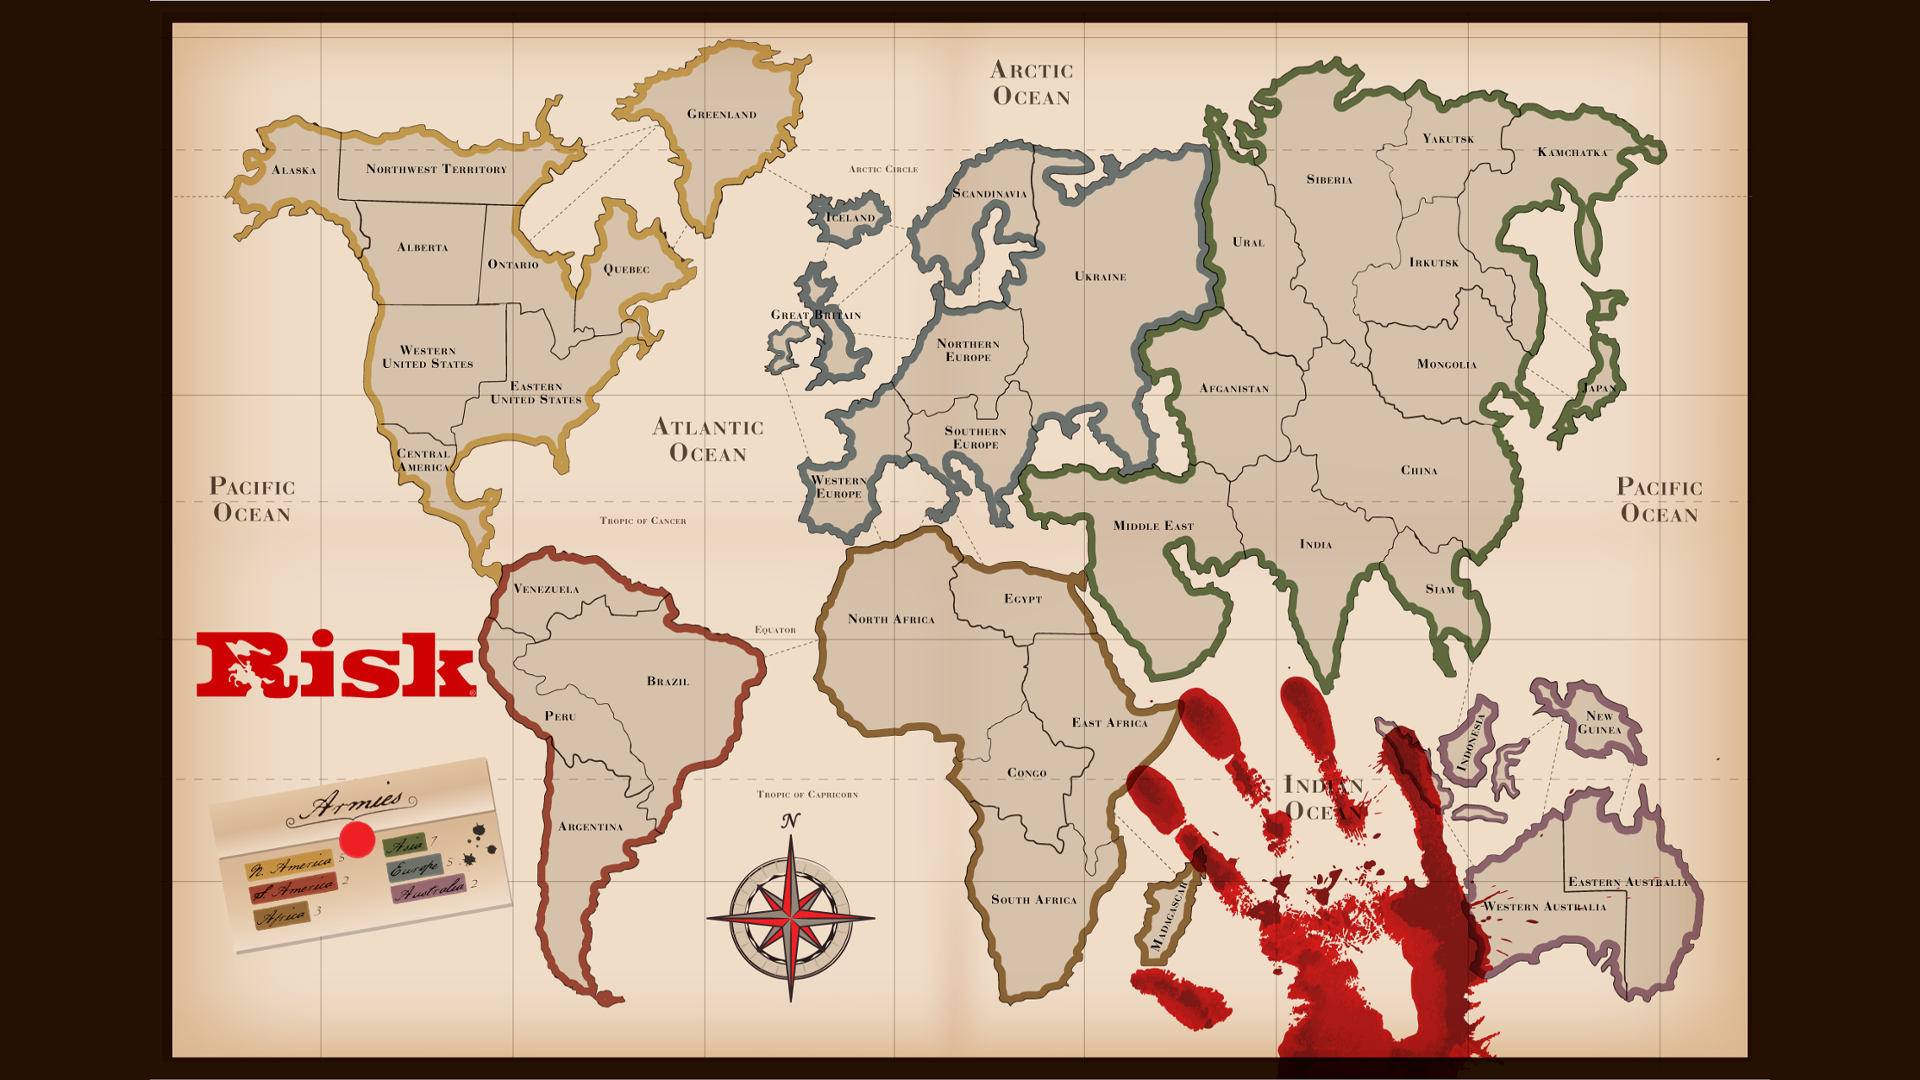 ARCTIC
OCEAN
GREENLAND
ALASKA
NORTHWEST TERRITORY
ARCTIC CIRCLE
YAKUTSK
KAMCHATKA
SIBERIA
SCANDINAVIA
ICELAND
ALBERTA
ONTARIO
QUEBEC
URAL
UKRAINE
IRKUTSK
GREAT BRITAIN
NORTHERN
EUROPE
WESTERN
UNITED STATES
EASTERN
UNITED STATES
MONGOLIA
AFGANISTAN
JAPAN
ATLANTIC
OCEAN
SOUTHERN
EUROPE
CENTRAL
AMERICA
CHINA
PACIFIC
OCEAN
WESTERN
EUROPE
PACIFIC
OCEAN
TROPIC OF CANCER
MIDDLE EAST
INDIA
VENEZUELA
EGYPT
SIAM
NORTH AFRICA
EQUATOR
RISK
®
BRAZIL
PERU
EAST AFRICA
INDONESIA
NEW
GUINEA
CONGO
INDIAN
OCEAN
TROPIC OF CAPRICORN
N
ARGENTINA
Armies
N. America 5
S. America 2
Africa 3
Asia 7
Europe 5
Australia 2
SOUTH AFRICA
MADAGASCAR
EASTERN AUSTRALIA
WESTERN AUSTRALIA